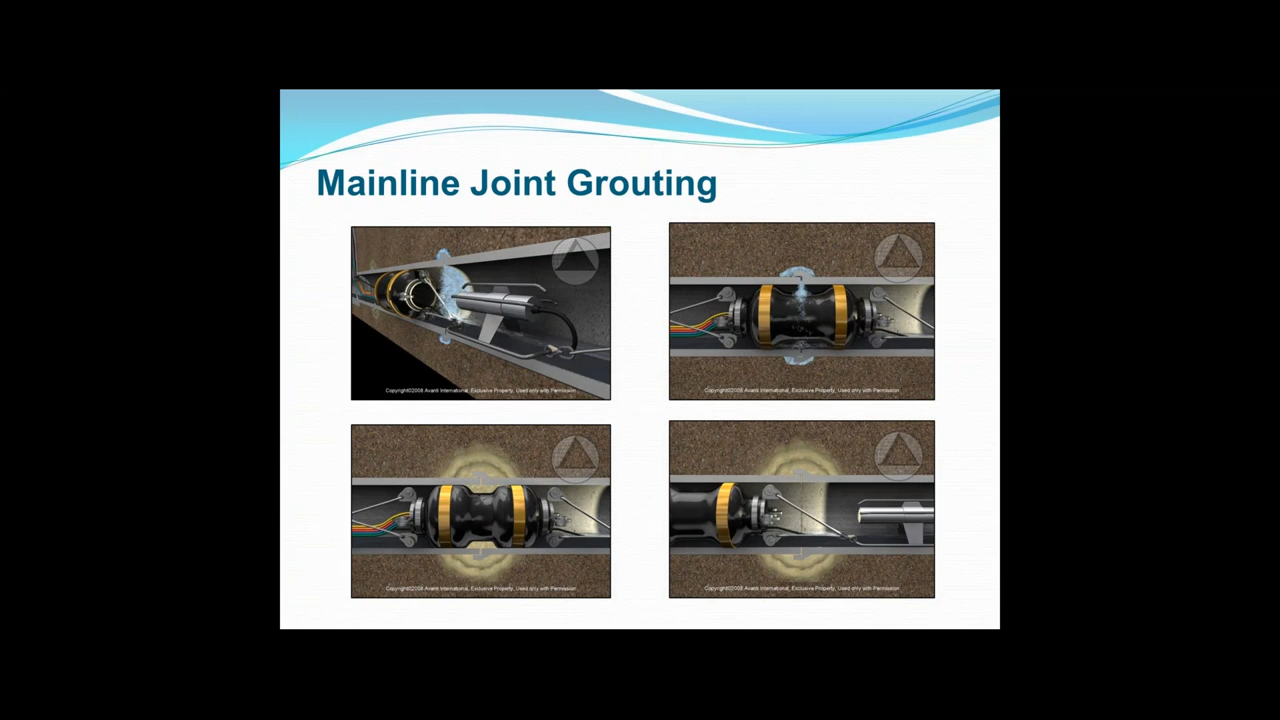 Mainline Joint Grouting
Copyright©2008 Avanti International, Exclusive Property, Used only with Permission
Copyright©2008 Avanti International, Exclusive Property, Used only with Permission
Copyright©2008 Avanti International, Exclusive Property, Used only with Permission
Copyright©2008 Avanti International, Exclusive Property, Used only with Permission